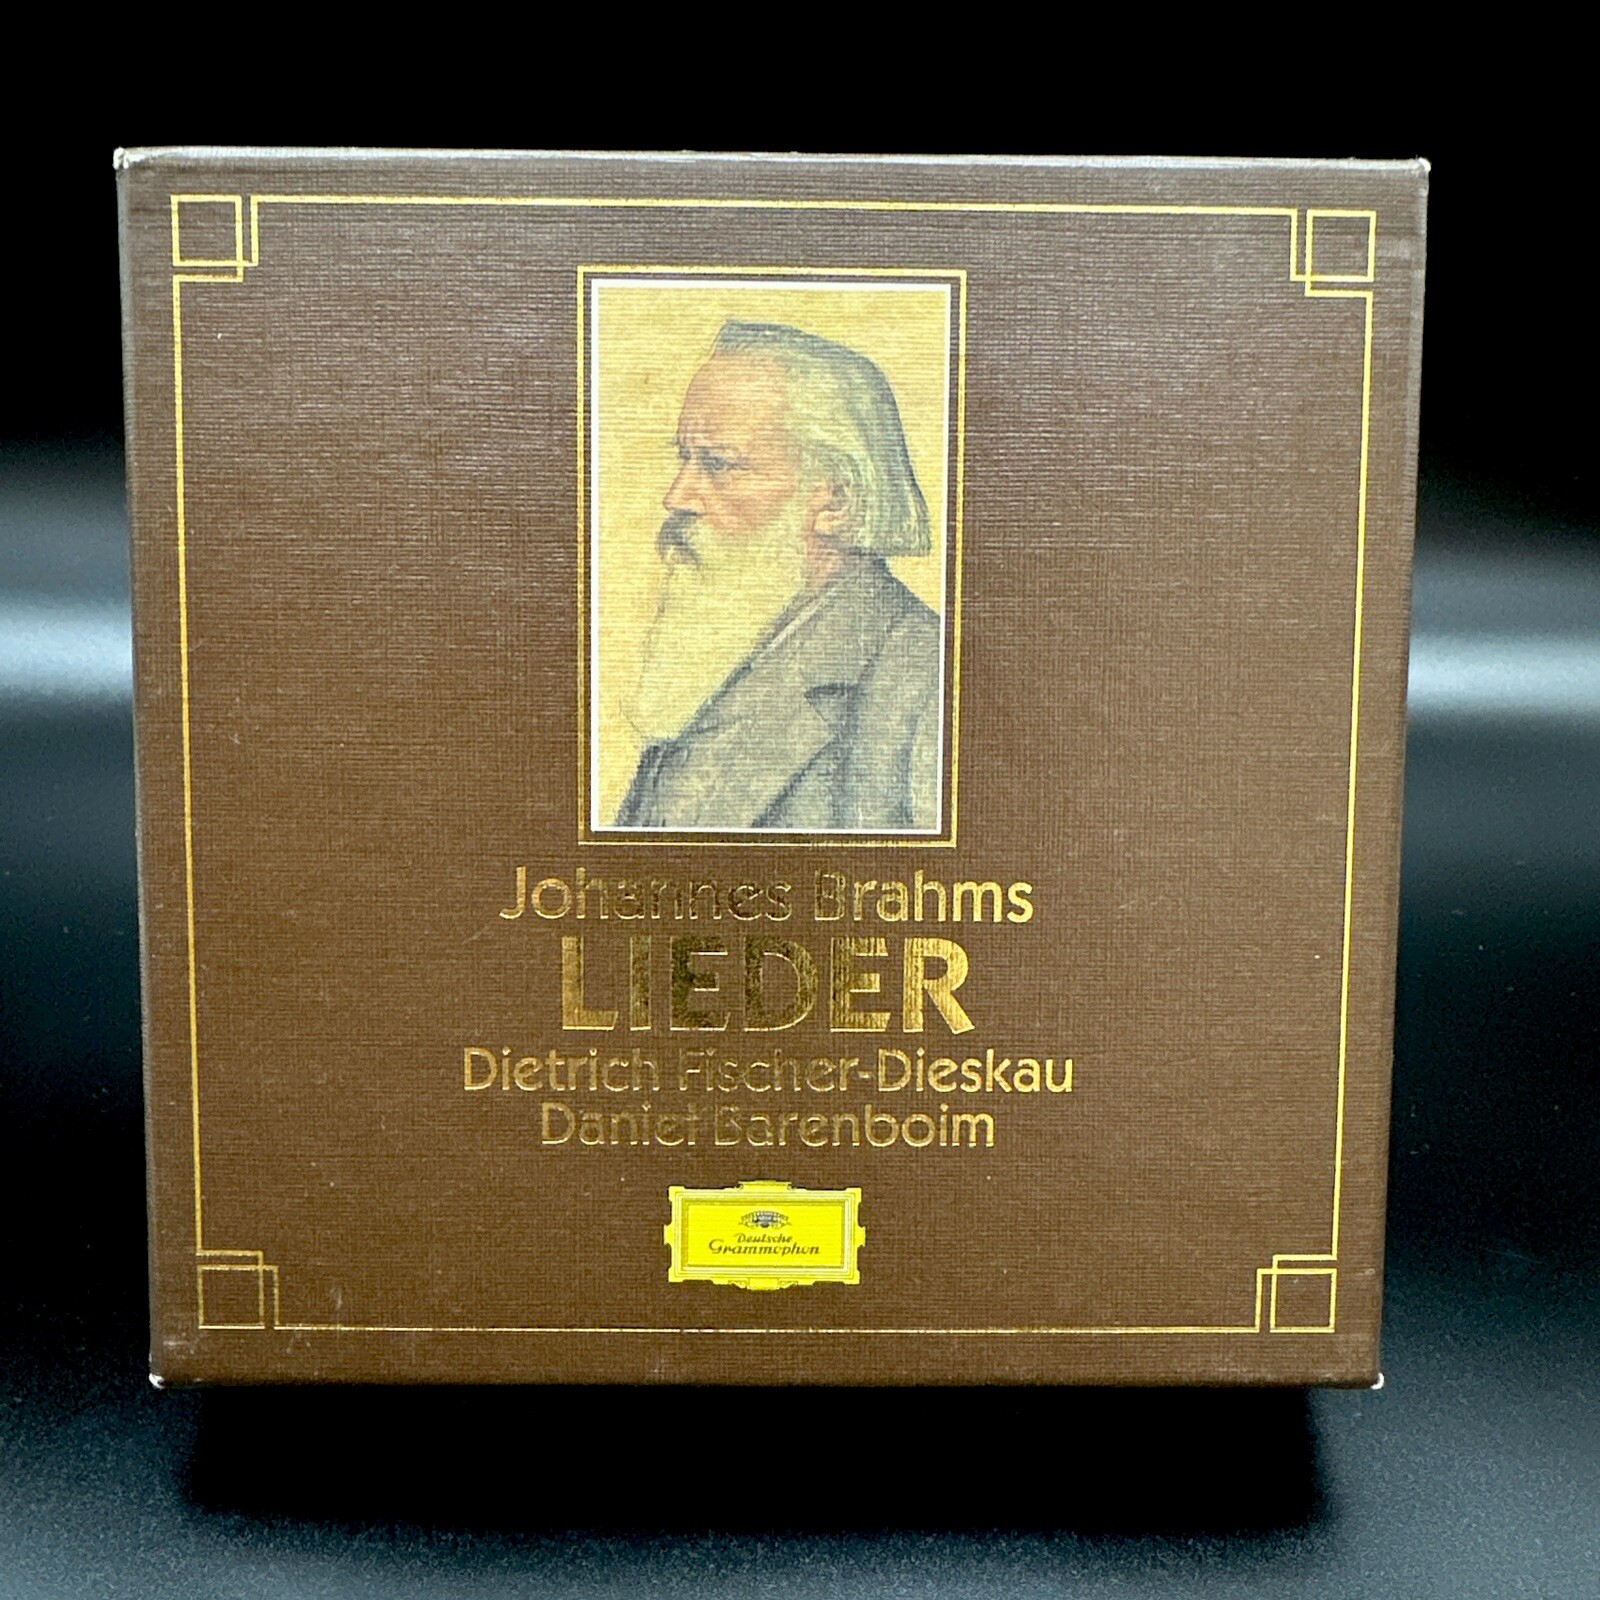 Johannes Brahms
LIEDER
Dietrich Fischer-Dieskau
Daniel Barenboim
Deutsche
Grammophon